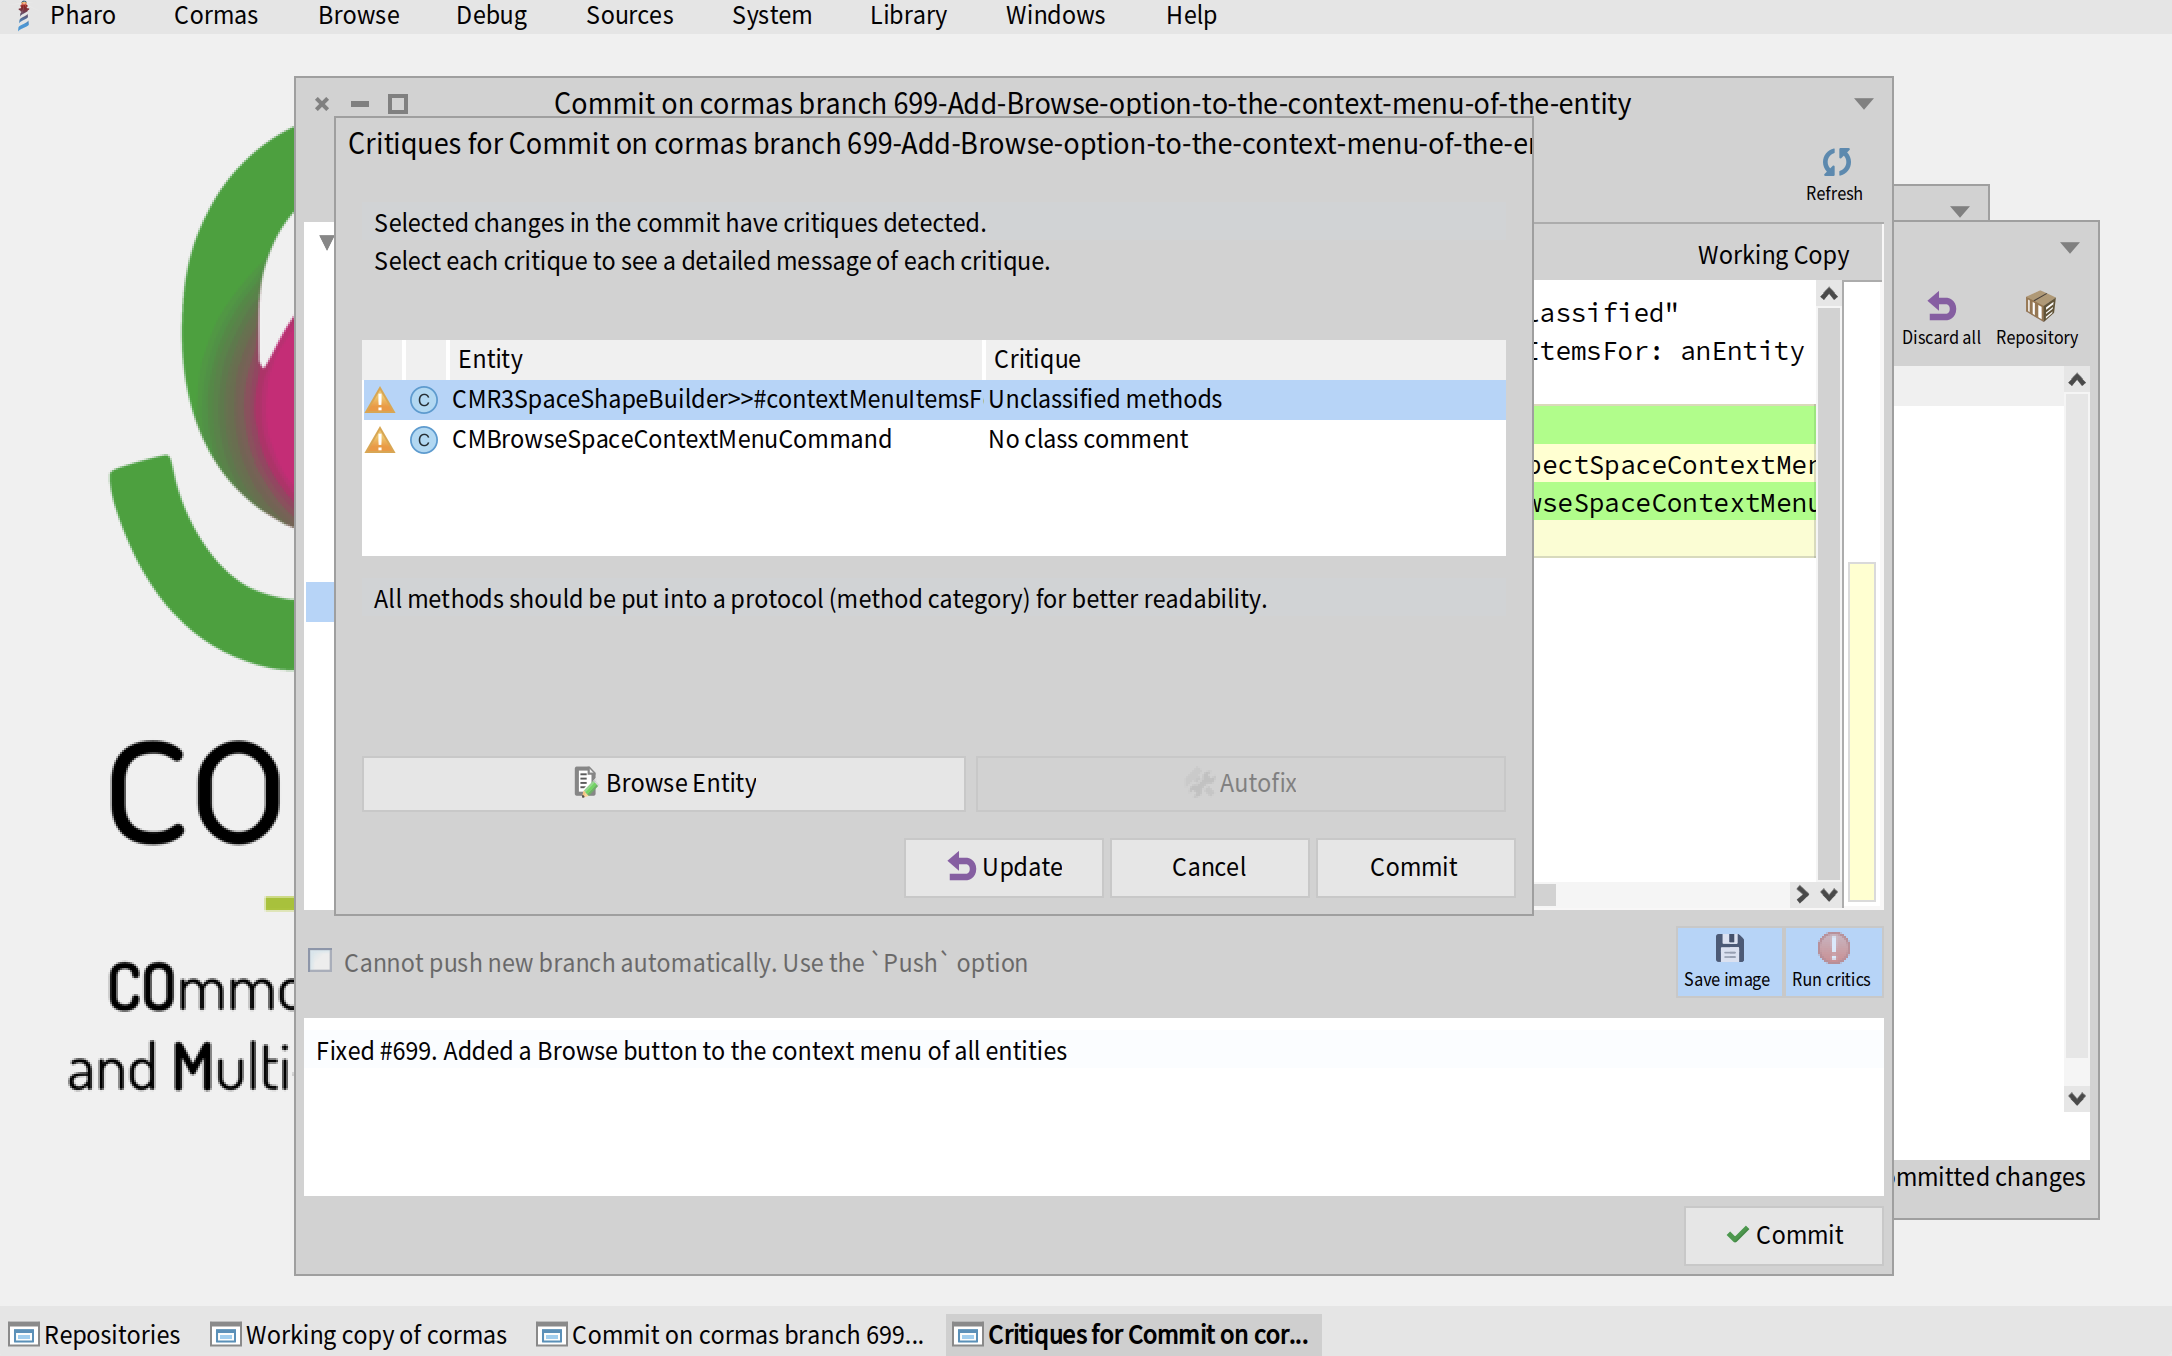 Pharo Cormas Browse Debug Sources System Library Windows Help
Commit on cormas branch 699-Add-Browse-option-to-the-context-menu-of-the-entity
Critiques for Commit on cormas branch 699-Add-Browse-option-to-the-context-menu-of-the-en
Refresh
Selected changes in the commit have critiques detected.
Select each critique to see a detailed message of each critique.
Working Copy
Entity Critique
CMR3SpaceShapeBuilder>>#contextMenuItemsF Unclassified methods
CMBrowseSpaceContextMenuCommand No class comment
assified"
temsFor: anEntity
pectSpaceContextMen
wseSpaceContextMenu
Discard all Repository
All methods should be put into a protocol (method category) for better readability.
Browse Entity Autofix
Update Cancel Commit
Cannot push new branch automatically. Use the `Push` option
Save image Run critics
Fixed #699. Added a Browse button to the context menu of all entities
Commit
mmitted changes
CO
COmmo
and Multi
Repositories Working copy of cormas Commit on cormas branch 699... Critiques for Commit on cor...